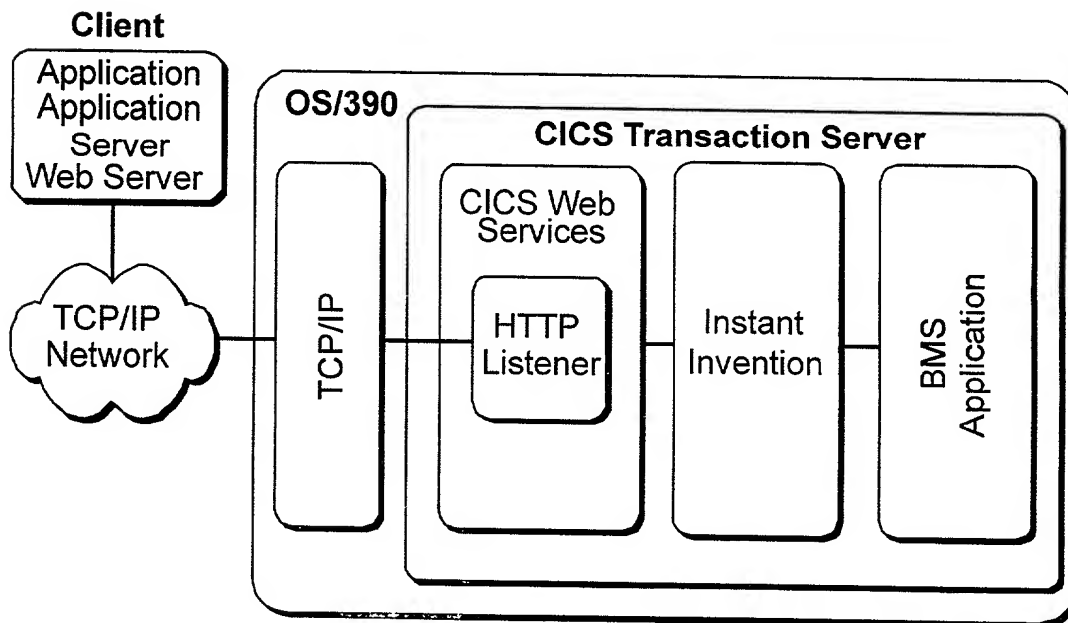 Client
Application
Application
Server
Web Server
TCP/IP
Network
OS/390
TCP/IP
CICS Transaction Server
CICS Web
Services
HTTP
Listener
Instant
Invention
BMS
Application